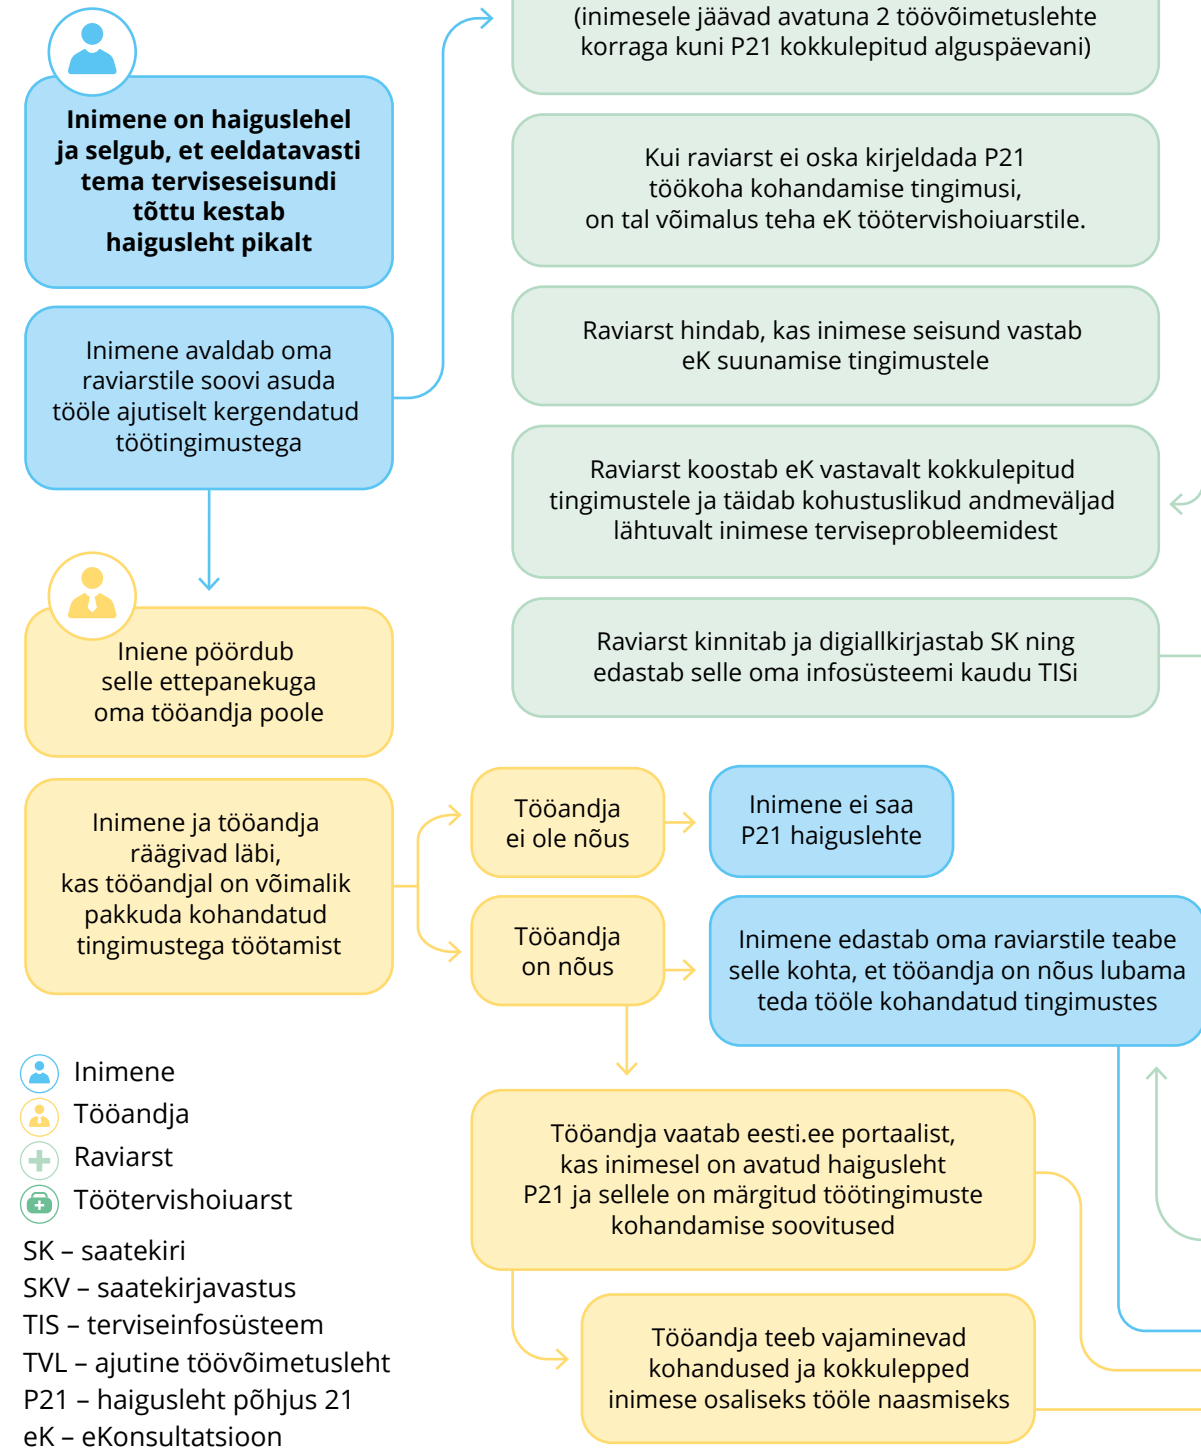 Inimene on haiguslehel
ja selgub, et eeldatavasti
tema terviseseisundi
tõttu kestab
haigusleht pikalt
Inimene avaldab oma
raviarstile soovi asuda
tööle ajutiselt kergendatud
töötingimustega
(inimesele jäävad avatuna 2 töövõimetuslehte
korraga kuni P21 kokkulepitud alguspäevani)
Kui raviarst ei oska kirjeldada P21
töökoha kohandamise tingimusi,
on tal võimalus teha eK töötervishoiuarstile.
Raviarst hindab, kas inimese seisund vastab
eK suunamise tingimustele
Raviarst koostab eK vastavalt kokkulepitud
tingimustele ja täidab kohustuslikud andmeväljad
lähtuvalt inimese terviseprobleemidest
Raviarst kinnitab ja digiallkirjastab SK ning
edastab selle oma infosüsteemi kaudu TISi
Iniene pöördub
selle ettepanekuga
oma tööandja poole
Inimene ja tööandja
räägivad läbi,
kas tööandjal on võimalik
pakkuda kohandatud
tingimustega töötamist
Tööandja
ei ole nõus
Inimene ei saa
P21 haiguslehte
Tööandja
on nõus
Inimene edastab oma raviarstile teabe
selle kohta, et tööandja on nõus lubama
teda tööle kohandatud tingimustes
Tööandja vaatab eesti.ee portaalist,
kas inimesel on avatud haigusleht
P21 ja sellele on märgitud töötingimuste
kohandamise soovitused
Tööandja teeb vajaminevad
kohandused ja kokkulepped
inimese osaliseks tööle naasmiseks
Inimene
Tööandja
Raviarst
Töötervishoiuarst
SK – saatekiri
SKV – saatekirjavastus
TIS – terviseinfosüsteem
TVL – ajutine töövõimetusleht
P21 – haigusleht põhjus 21
eK – eKonsultatsioon